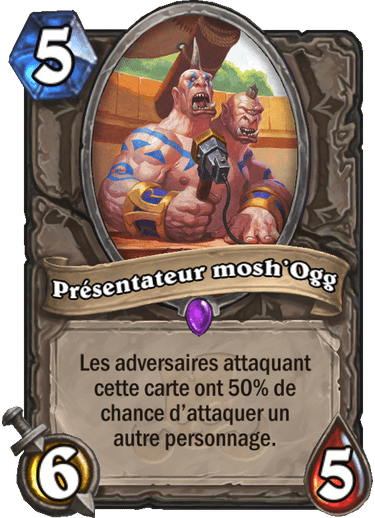 5
Présentateur mosh'Ogg
Les adversaires attaquant
cette carte ont 50% de
chance d'attaquer un
autre personnage.
6
5